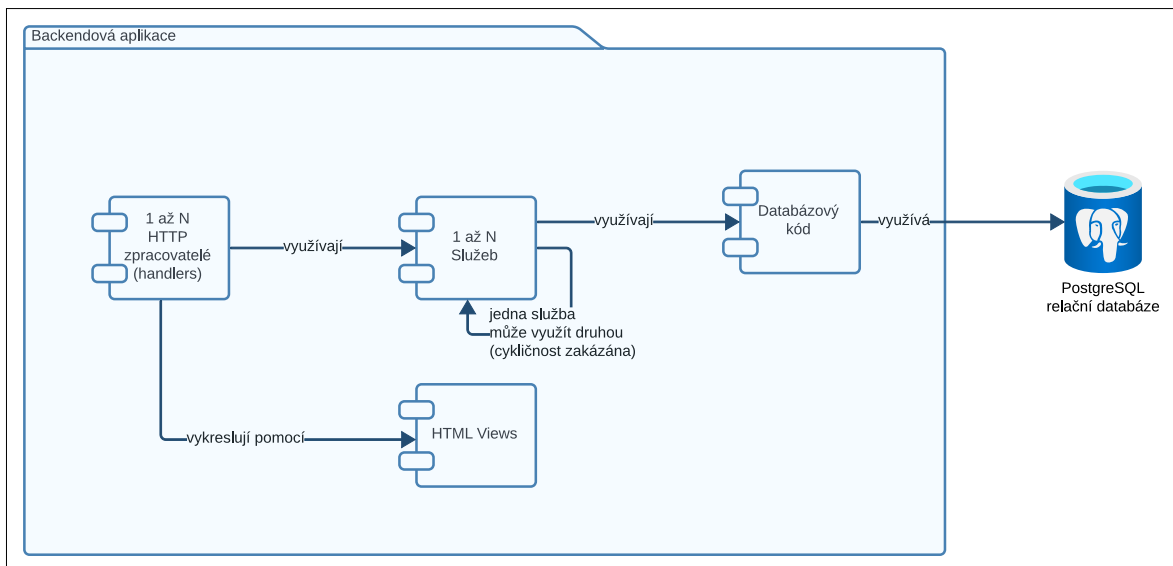 Backendová aplikace
1 až N
HTTP
zpracovatelé
(handlers)
využívají
1 až N
Služeb
využívají
Databázový
kód
využívá
PostgreSQL
relační databáze
jedna služba
může využít druhou
(cykličnost zakázána)
vykreslují pomocí
HTML Views